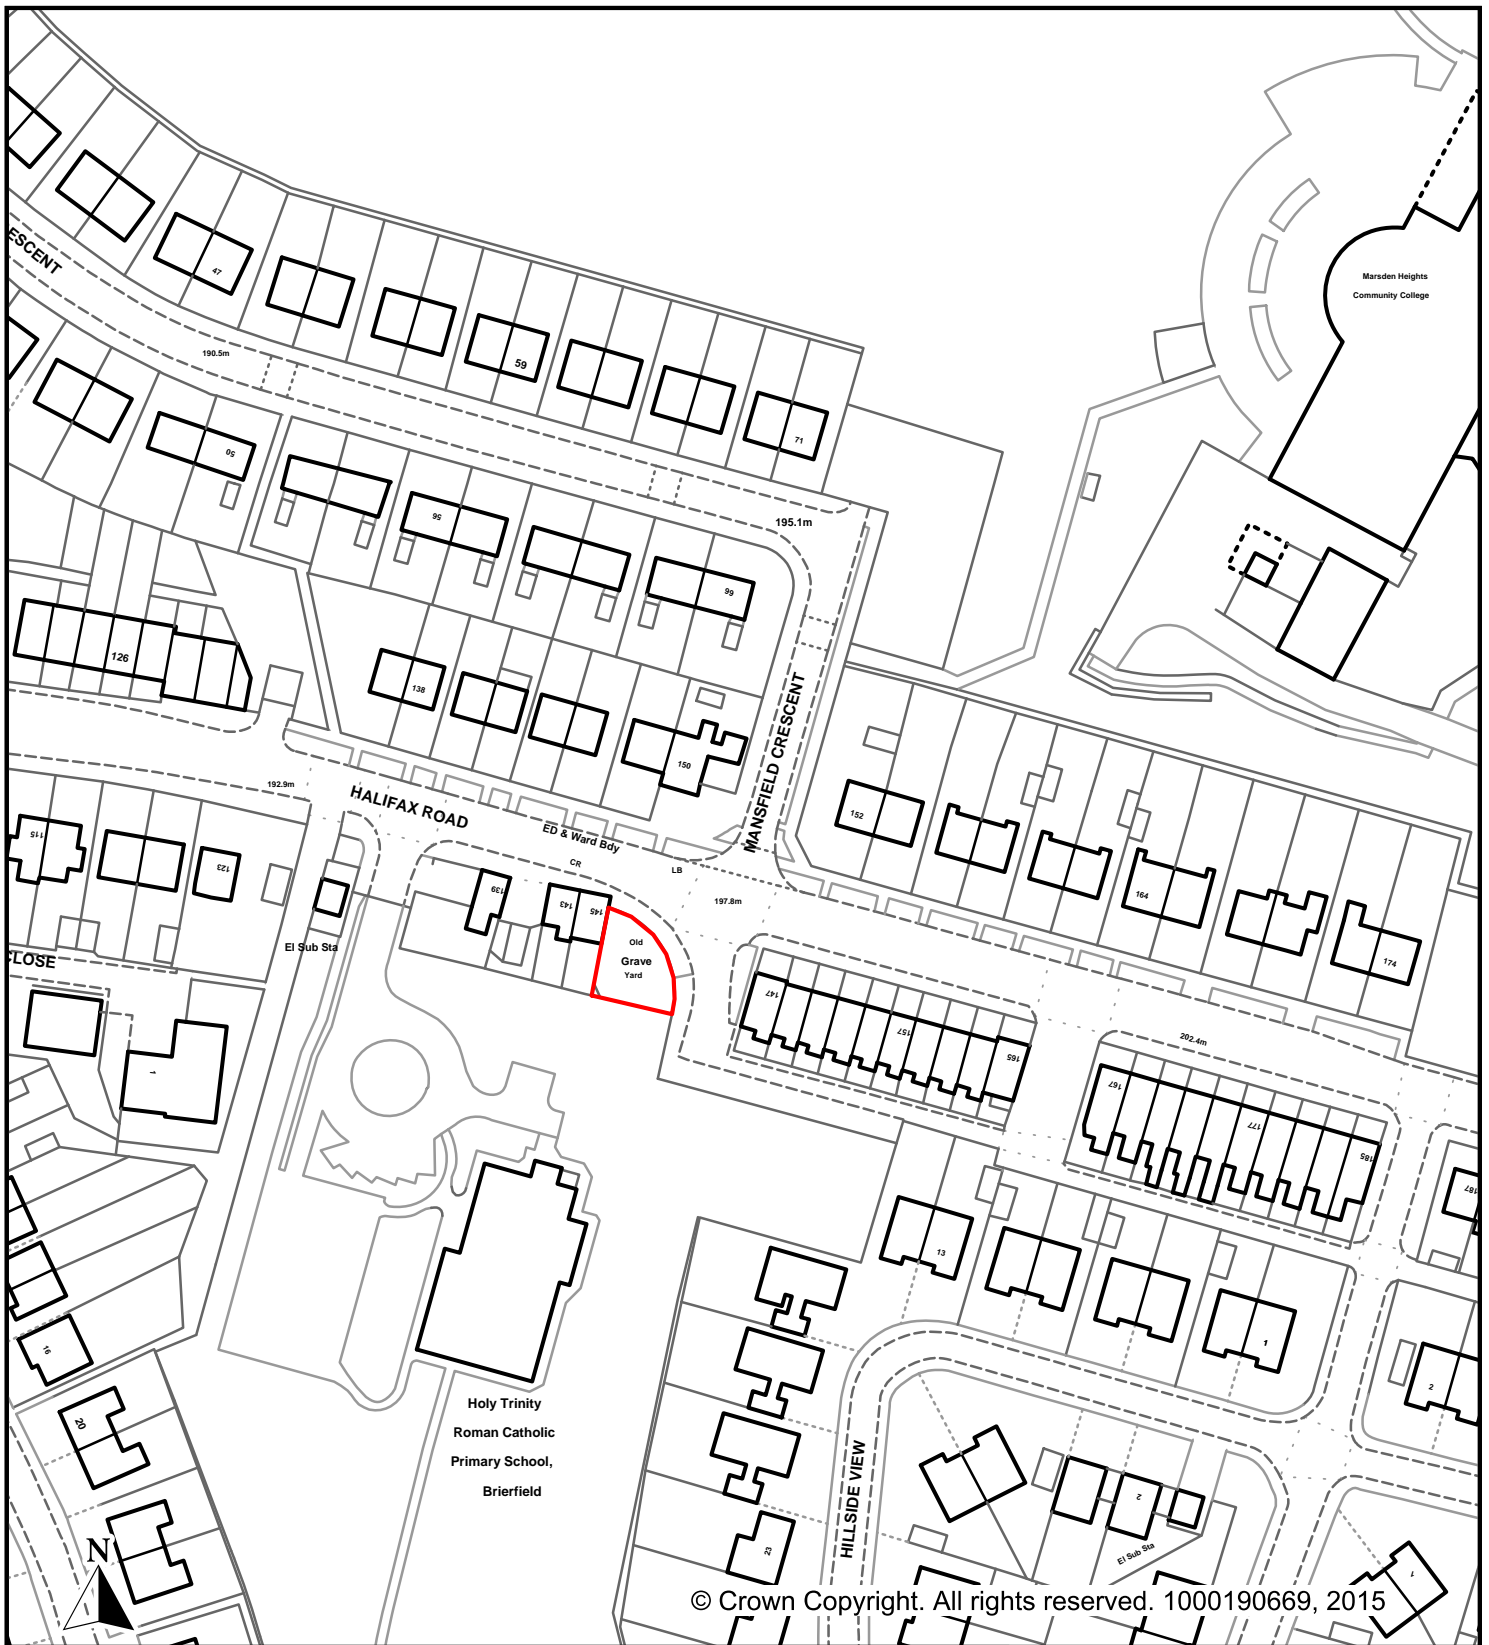 Marsden Heights
Community College
ESCENT
47
190.5m
59
71
50
56
195.1m
66
126
138
150
MANSFIELD CRESCENT
152
164
174
192.9m
HALIFAX ROAD
ED & Ward Bdy
CR
LB
197.8m
115
123
139
143
145
El Sub Sta
Old
Grave
Yard
CLOSE
147
157
165
202.4m
167
177
185
187
1
13
1
2
16
20
Holy Trinity
Roman Catholic
Primary School,
Brierfield
HILLSIDE VIEW
23
2
El Sub Sta
1
N
© Crown Copyright. All rights reserved. 1000190669, 2015